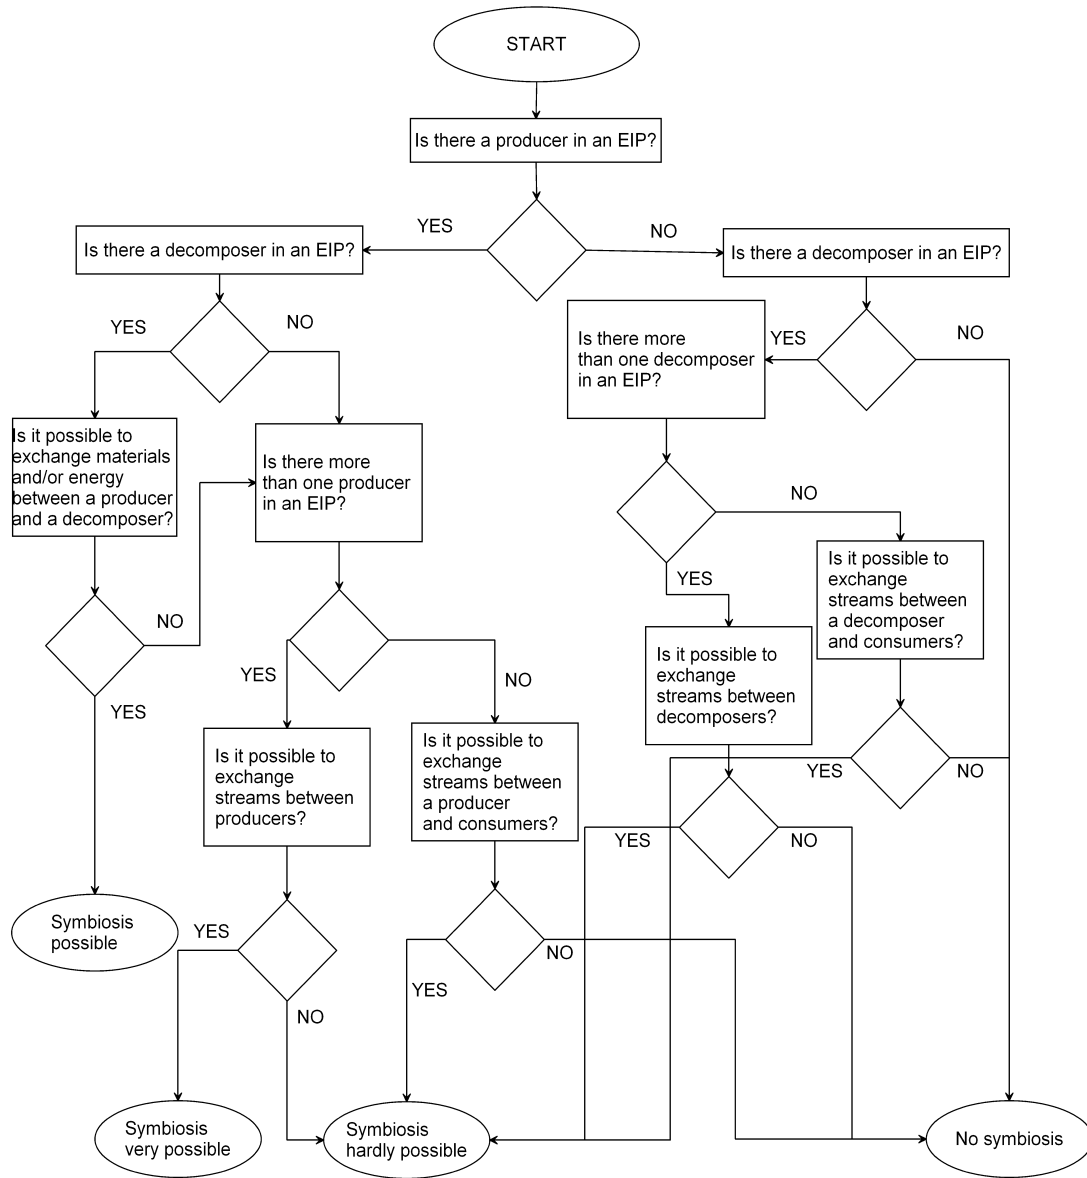 START
Is there a producer in an EIP?
YES
NO
Is there a decomposer in an EIP?
Is there a decomposer in an EIP?
YES
NO
Is there more
than one decomposer
in an EIP?
YES
NO
Is it possible to
exchange materials
and/or energy
between a producer
and a decomposer?
Is there more
than one producer
in an EIP?
NO
YES
Is it possible to
exchange
streams between
a decomposer
and consumers?
NO
YES
YES
NO
Is it possible to
exchange
streams between
decomposers?
Is it possible to
exchange
streams between
producers?
Is it possible to
exchange
streams between
a producer
and consumers?
YES
NO
YES
NO
Symbiosis
possible
YES
NO
YES
NO
Symbiosis
very possible
Symbiosis
hardly possible
No symbiosis